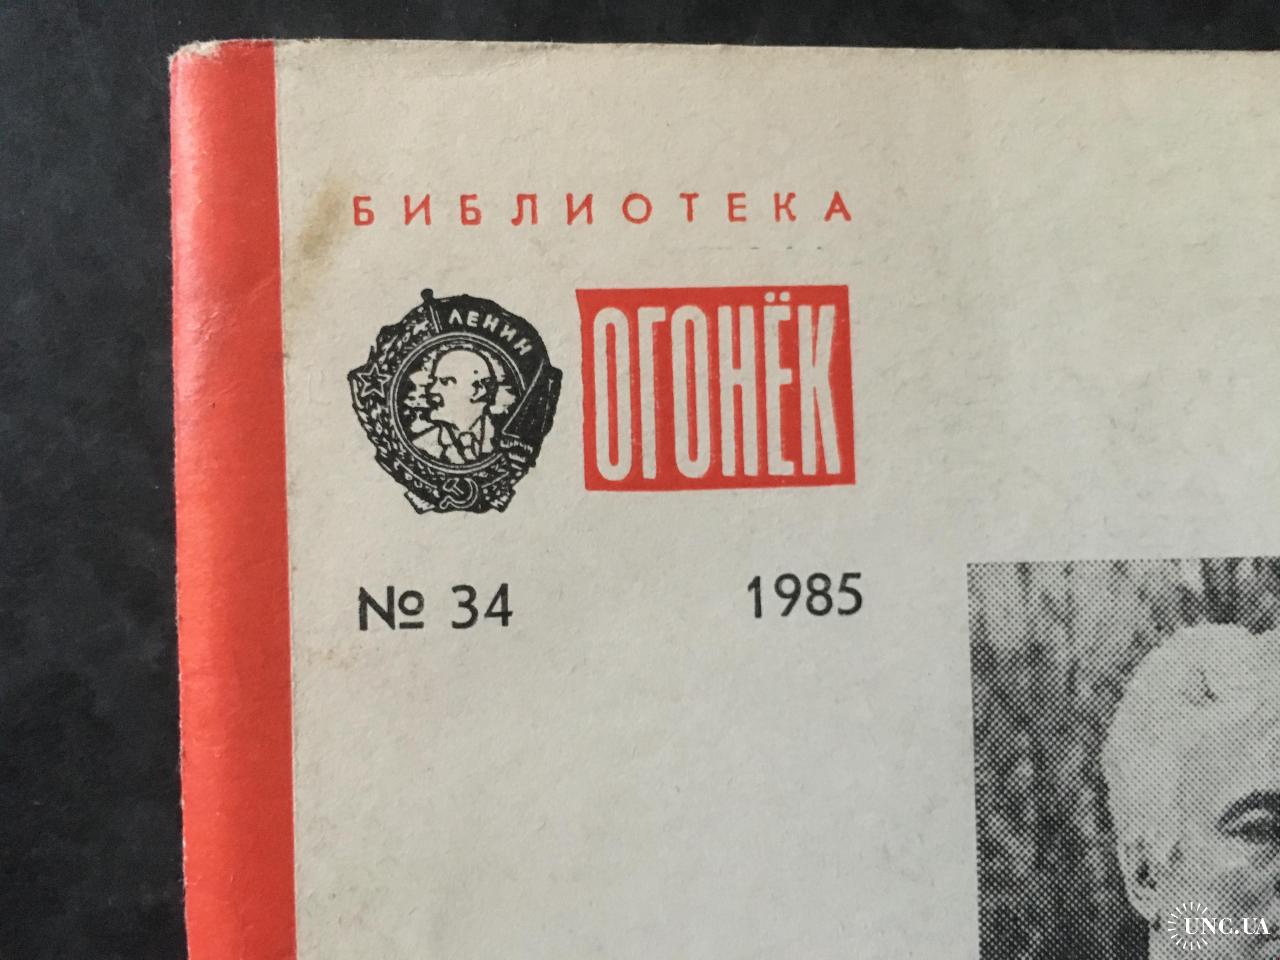 БИБЛИОТЕКА
ЛЕНИН
ОГОНЁК
№ 34 1985
UNC.UA